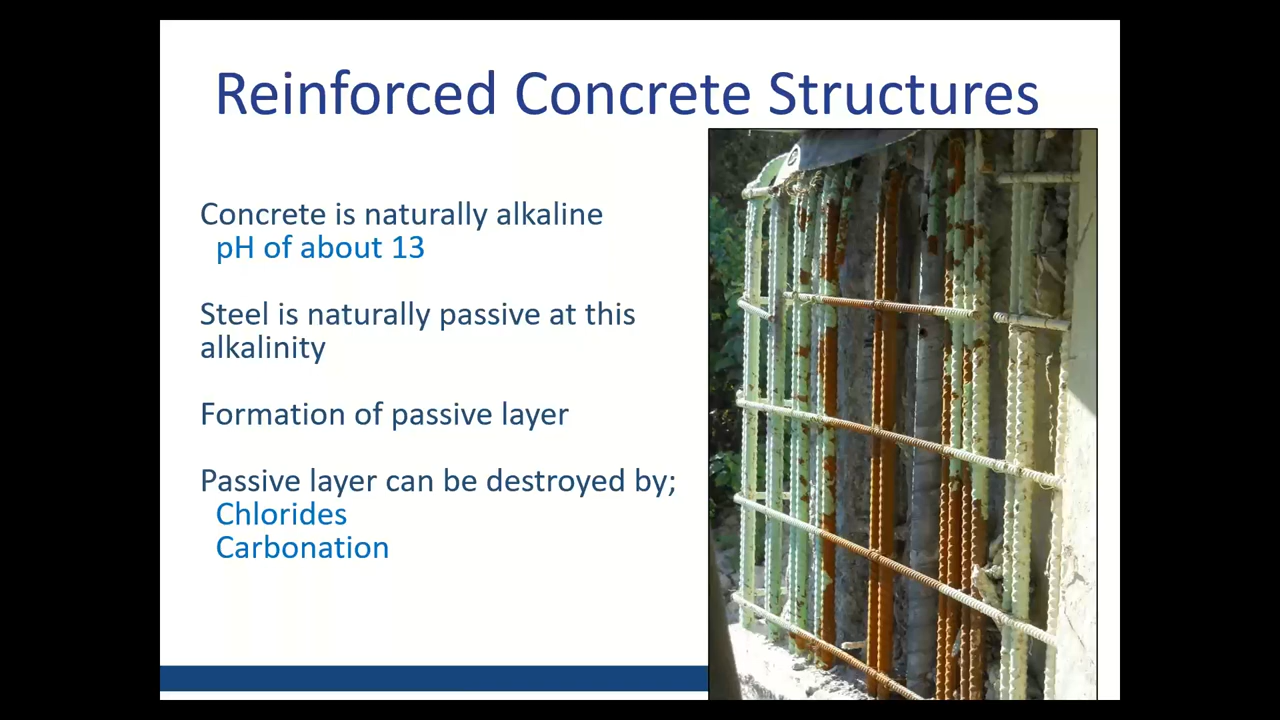 Reinforced Concrete Structures
Concrete is naturally alkaline
pH of about 13
Steel is naturally passive at this
alkalinity
Formation of passive layer
Passive layer can be destroyed by;
Chlorides
Carbonation